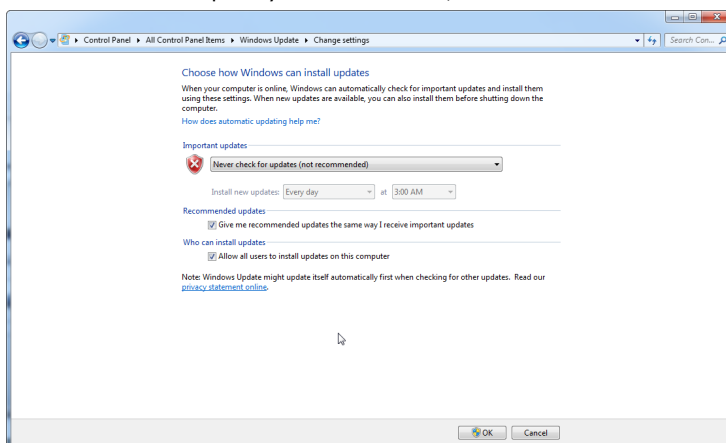 Control Panel ▸ All Control Panel Items ▸ Windows Update ▸ Change settings
Search Con...
Choose how Windows can install updates
When your computer is online, Windows can automatically check for important updates and install them
using these settings. When new updates are available, you can also install them before shutting down the
computer.
How does automatic updating help me?
Important updates
Never check for updates (not recommended)
Install new updates: Every day at 3:00 AM
Recommended updates
Give me recommended updates the same way I receive important updates
Who can install updates
Allow all users to install updates on this computer
Note: Windows Update might update itself automatically first when checking for other updates. Read our
privacy statement online.
OK Cancel